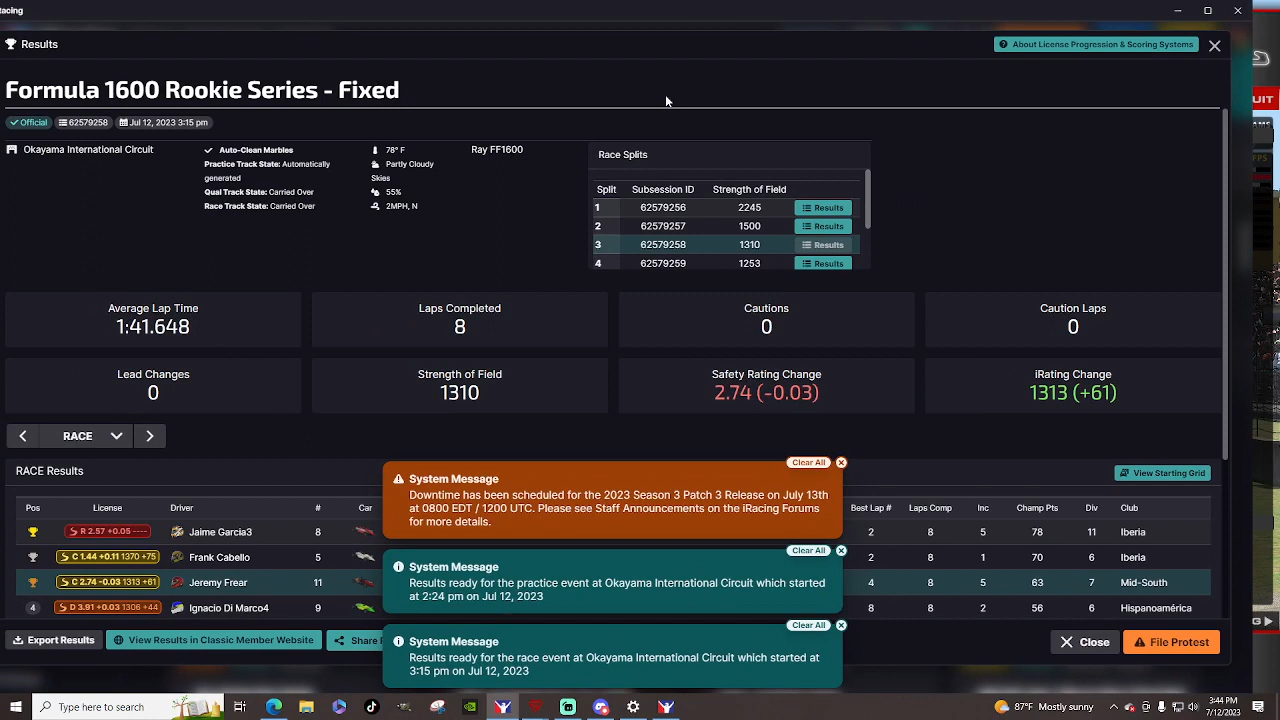 acing
Results
About License Progression & Scoring Systems
Formula 1600 Rookie Series - Fixed
Official
62579258
Jul 12, 2023 3:15 pm
Okayama International Circuit
Auto-Clean Marbles
Practice Track State: Automatically
generated
Qual Track State: Carried Over
Race Track State: Carried Over
78° F
Partly Cloudy
Skies
55%
2MPH, N
Ray FF1600
Race Splits
Split Subsession ID Strength of Field
1 62579256 2245 Results
2 62579257 1500 Results
3 62579258 1310 Results
4 62579259 1253 Results
Average Lap Time
1:41.648
Laps Completed
8
Cautions
0
Caution Laps
0
Lead Changes
0
Strength of Field
1310
Safety Rating Change
2.74 (-0.03)
iRating Change
1313 (+61)
RACE
RACE Results
View Starting Grid
Driver # Car Best Lap # Laps Comp Inc Champ Pts Div Club
R 2.57 +0.05 ---- Jaime Garcia3 8 2 8 5 78 11 Iberia
C 1.44 +0.11 1370 +75 Frank Cabello 2 8 1 70 6 Iberia
C 2.74 -0.03 1313 +61 Jeremy Frear 11 4 8 5 63 7 Mid-South
4 D 3.91 +0.03 1306 +44 Ignacio Di Marco4 9 8 8 2 56 6 Hispanoamérica
Clear All
System Message
Downtime has been scheduled for the 2023 Season 3 Patch 3 Release on July 13th
at 0800 EDT / 1200 UTC. Please see Staff Announcements on the iRacing Forums
for more details.
Clear All
System Message
Results ready for the practice event at Okayama International Circuit which started
at 2:24 pm on Jul 12, 2023
Clear All
System Message
Results ready for the race event at Okayama International Circuit which started at
3:15 pm on Jul 12, 2023
Export Results
View Results in Classic Member Website
Share
Close
File Protest
UIT
AMS
FPS
G
Type here to search
90°F Mostly sunny
3:44 PM
7/12/2023